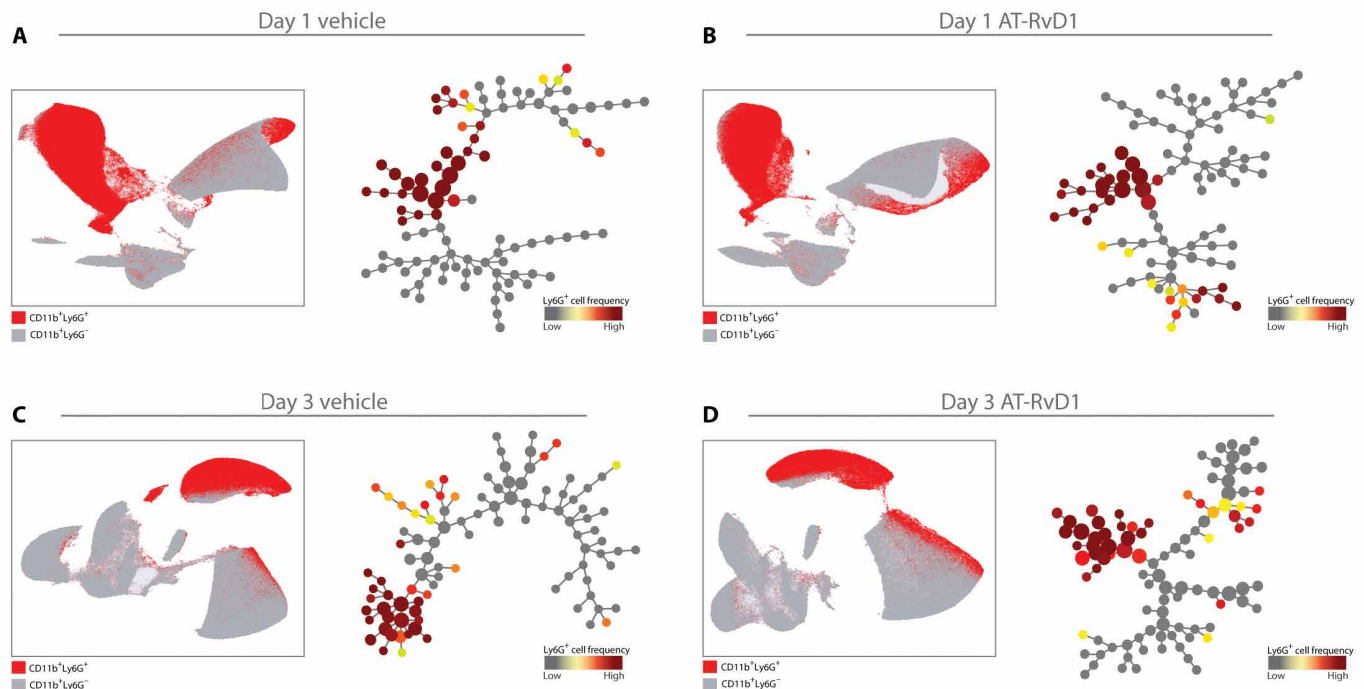 A
Day 1 vehicle
CD11b⁺Ly6G⁺
CD11b⁺Ly6G⁻
Ly6G⁺ cell frequency
Low High
B
Day 1 AT-RvD1
CD11b⁺Ly6G⁺
CD11b⁺Ly6G⁻
Ly6G⁺ cell frequency
Low High
C
Day 3 vehicle
CD11b⁺Ly6G⁺
CD11b⁺Ly6G⁻
Ly6G⁺ cell frequency
Low High
D
Day 3 AT-RvD1
CD11b⁺Ly6G⁺
CD11b⁺Ly6G⁻
Ly6G⁺ cell frequency
Low High